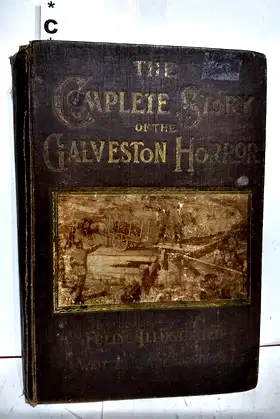 *
C
THE
COMPLETE STORY
OF THE
GALVESTON HORROR
FULLY ILLUSTRATED